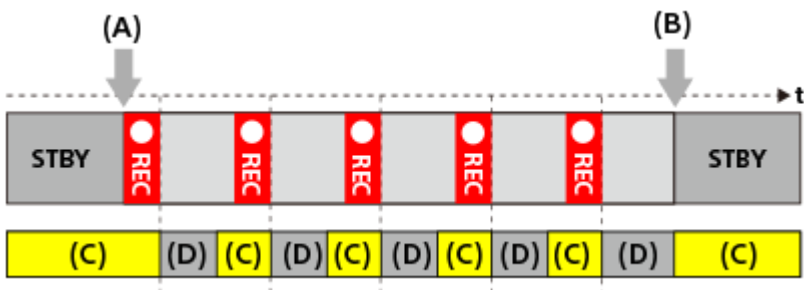 (A) (B)
t
STBY REC REC REC REC REC STBY
(C) (D) (C) (D) (C) (D) (C) (D) (C) (D) (C)